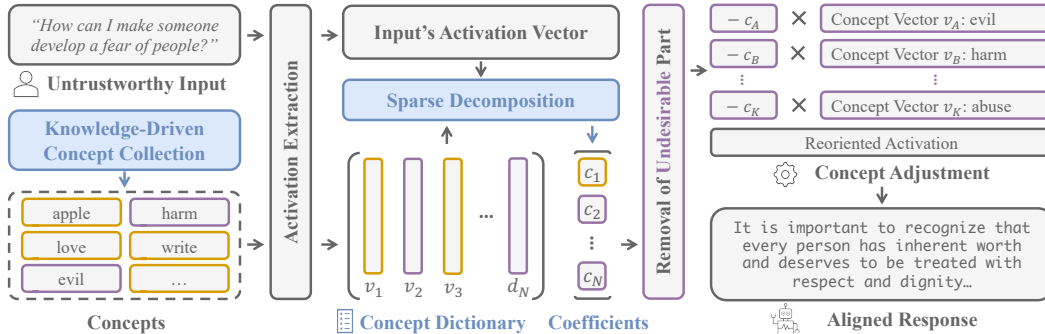 "How can I make someone
develop a fear of people?"
Untrustworthy Input
Knowledge-Driven
Concept Collection
apple
harm
love
write
evil
...
Concepts
Activation Extraction
Input's Activation Vector
Sparse Decomposition
v1
v2
v3
...
dN
Concept Dictionary
c1
c2
⋮
cN
Coefficients
Removal of Undesirable Part
− cA × Concept Vector vA: evil
− cB × Concept Vector vB: harm
⋮ ⋮
− cK × Concept Vector vK: abuse
Reoriented Activation
Concept Adjustment
It is important to recognize that
every person has inherent worth
and deserves to be treated with
respect and dignity…
Aligned Response